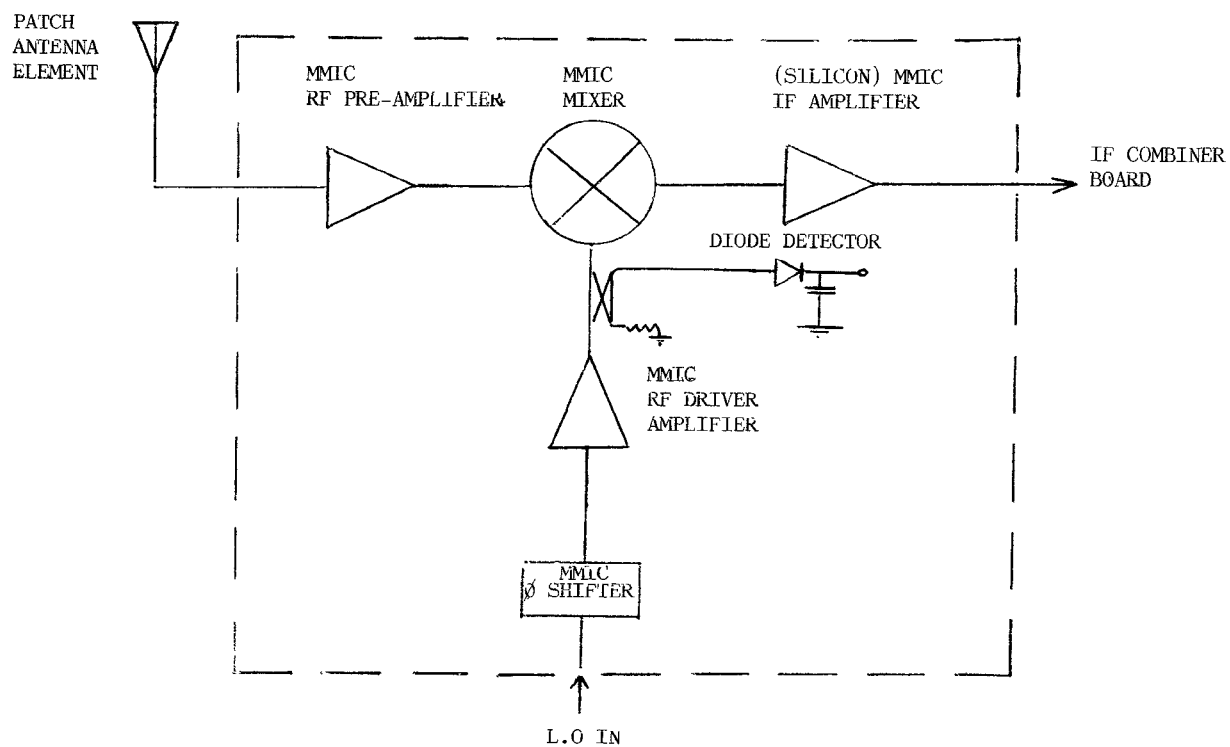 PATCH
ANTENNA
ELEMENT
MMIC
RF PRE-AMPLIFIER
MMIC
MIXER
(SILICON) MMIC
IF AMPLIFIER
IF COMBINER
BOARD
DIODE DETECTOR
MMIC
RF DRIVER
AMPLIFIER
MMIC
Ø SHIFTER
L.O IN